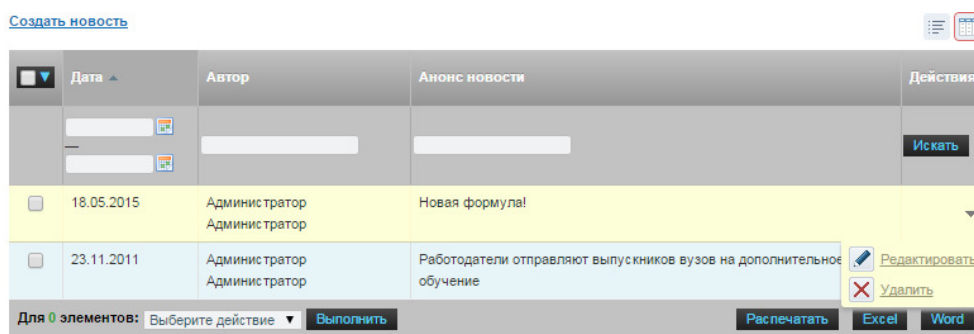 Создать новость
Дата Автор Анонс новости Действия
—
Искать
18.05.2015 Администратор Новая формула!
Администратор
23.11.2011 Администратор Работодатели отправляют выпускников вузов на дополнительное
Администратор обучение
Редактировать
Удалить
Для 0 элементов: Выберите действие Выполнить Распечатать Excel Word